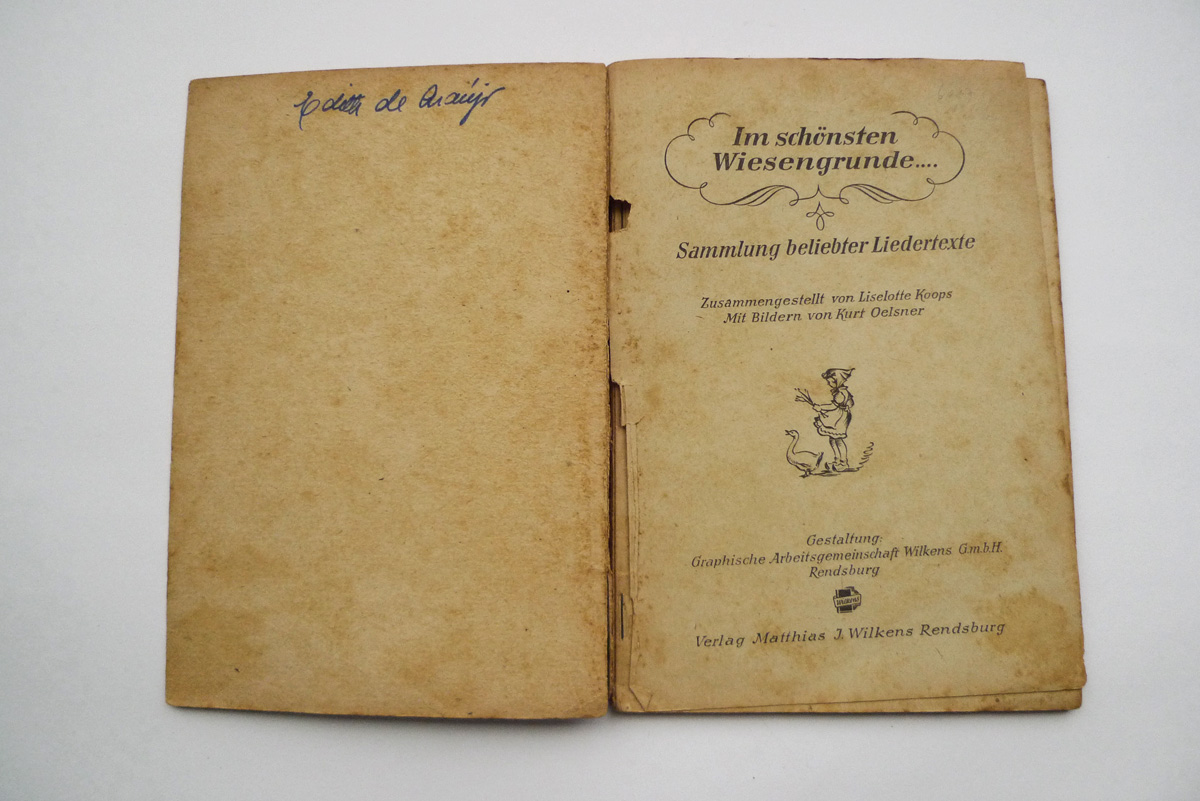 Edith de Araújo
Im schönsten
Wiesengrunde....
Sammlung beliebter Liedertexte
Zusammengestellt von Liselotte Koops
Mit Bildern von Kurt Oelsner
Gestaltung:
Graphische Arbeitsgemeinschaft Wilkens G.m.b.H.
Rendsburg
Verlag Matthias J. Wilkens Rendsburg